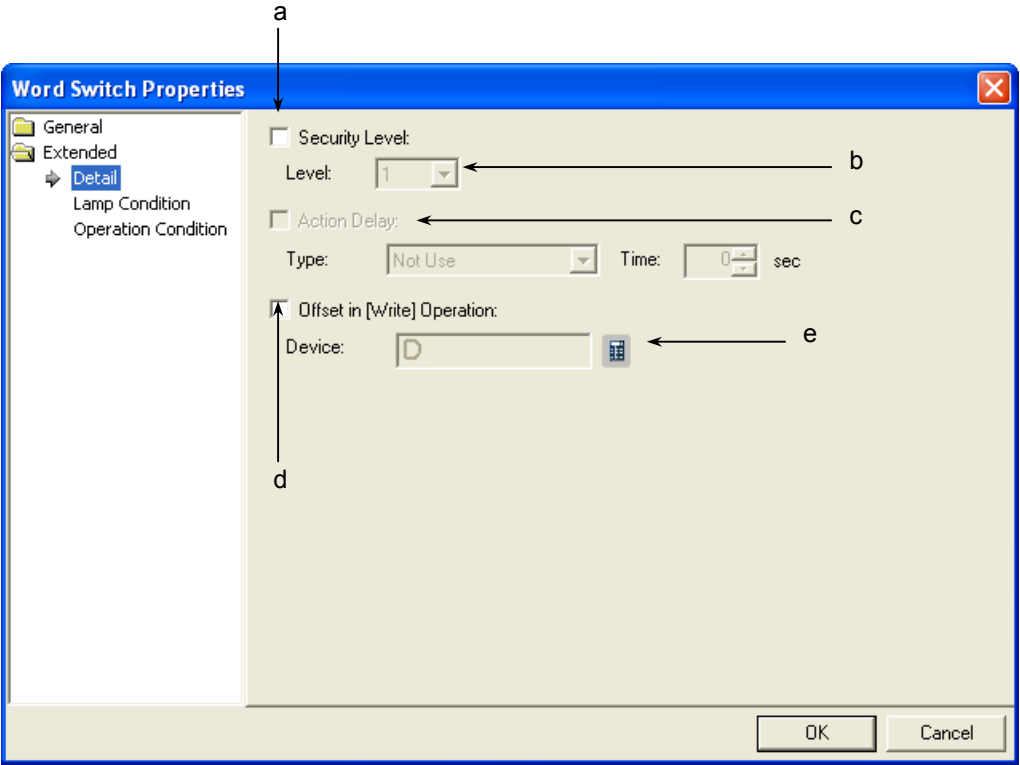 a
Word Switch Properties
General
Extended
Detail
Lamp Condition
Operation Condition
Security Level:
Level: 1
b
Action Delay:
c
Type: Not Use Time: 0 sec
Offset in [Write] Operation:
Device: D
e
d
OK Cancel